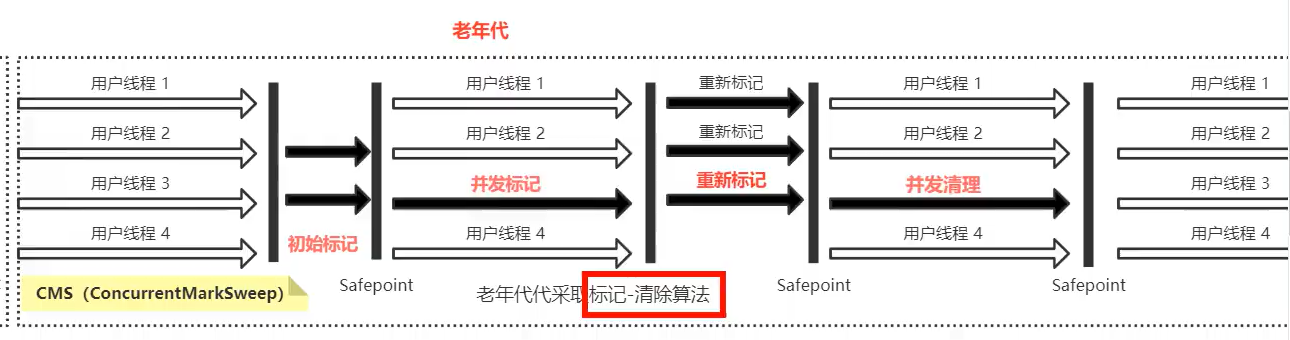 老年代
用户线程 1
用户线程 1
重新标记
用户线程 1
用户线程 1
用户线程 2
用户线程 2
重新标记
用户线程 2
用户线程 2
用户线程 3
并发标记
重新标记
并发清理
用户线程 3
用户线程 4
初始标记
用户线程 4
用户线程 4
用户线程 4
CMS（ConcurrentMarkSweep）
Safepoint
老年代代采取标记-清除算法
Safepoint
Safepoint